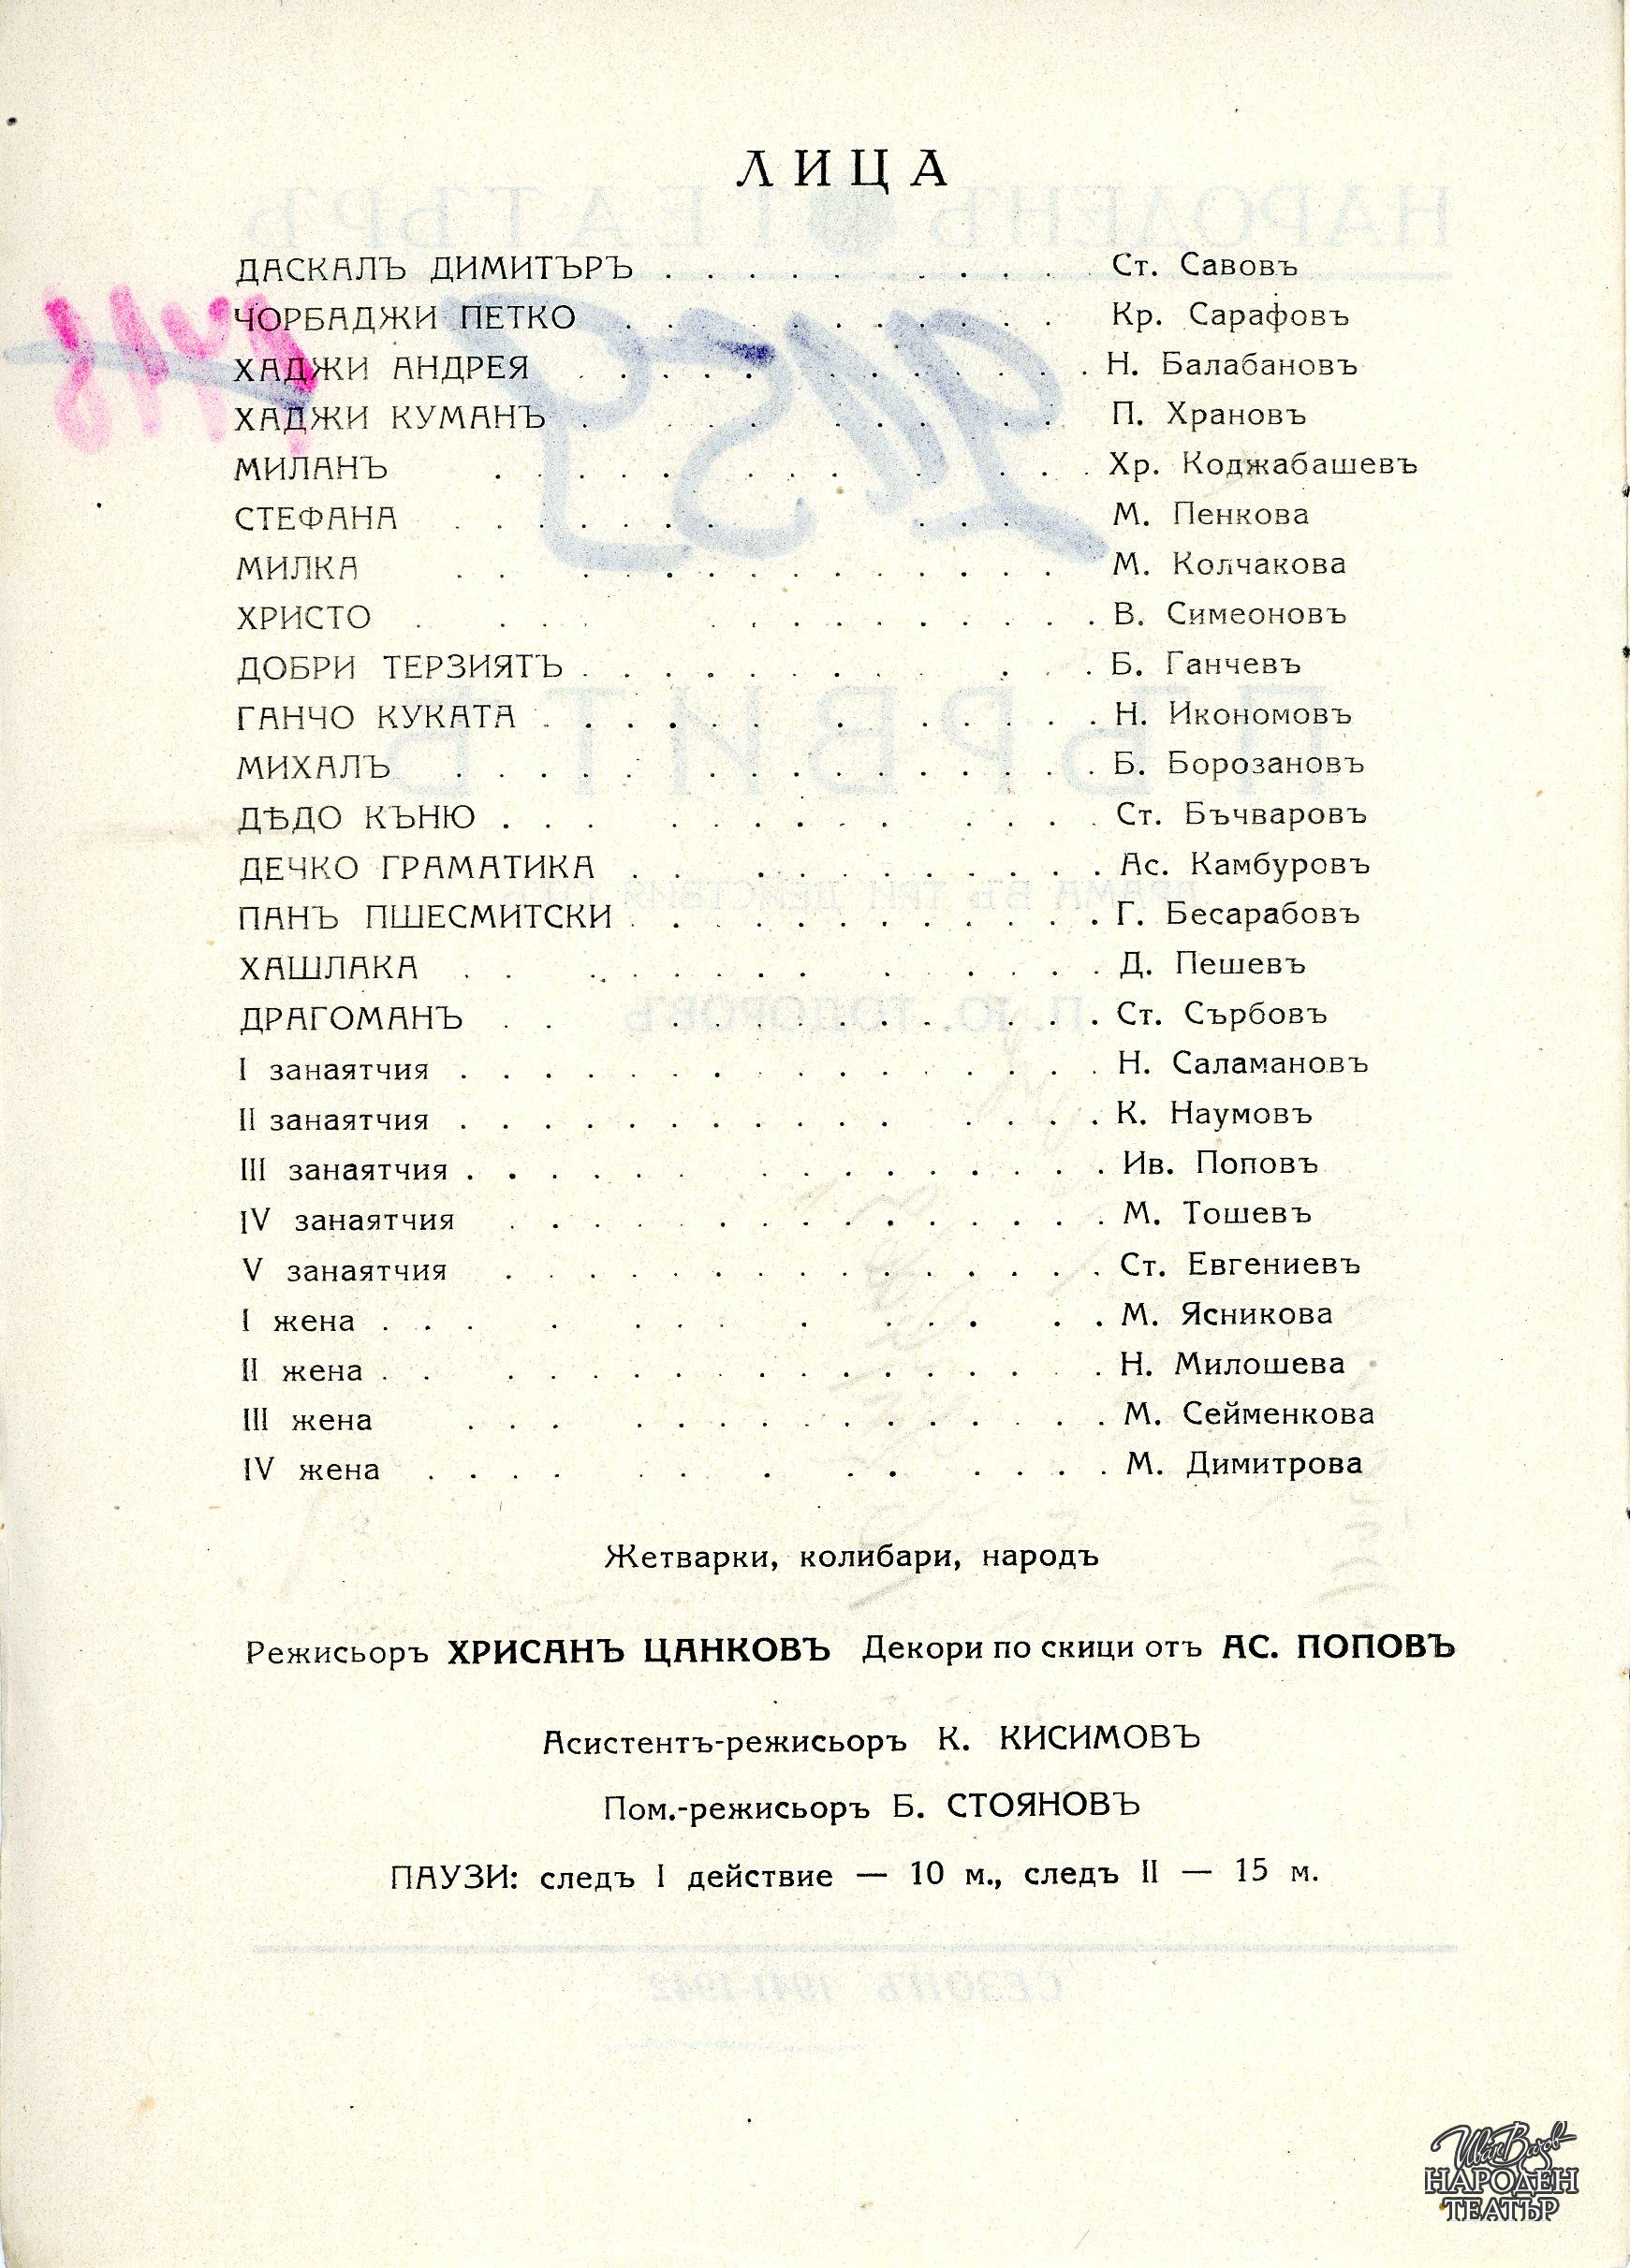 ЛИЦА
ДАСКАЛЪ ДИМИТЪРЪ . . . . . . . . . . Ст. Савовъ
ЧОРБАДЖИ ПЕТКО . . . . . . . . . . Кр. Сарафовъ
ХАДЖИ АНДРЕЯ . . . . . . . . . . Н. Балабановъ
ХАДЖИ КУМАНЪ . . . . . . . . . . П. Храновъ
МИЛАНЪ . . . . . . . . . . Хр. Коджабашевъ
СТЕФАНА . . . . . . . . . . М. Пенкова
МИЛКА . . . . . . . . . . М. Колчакова
ХРИСТО . . . . . . . . . . В. Симеоновъ
ДОБРИ ТЕРЗИЯТЪ . . . . . . . . . . Б. Ганчевъ
ГАНЧО КУКАТА . . . . . . . . . . Н. Икономовъ
МИХАЛЪ . . . . . . . . . . Б. Борозановъ
ДѢДО КЪНЮ . . . . . . . . . . Ст. Бъчваровъ
ДЕЧКО ГРАМАТИКА . . . . . . . . . . Ас. Камбуровъ
ПАНЪ ПШЕСМИТСКИ . . . . . . . . . . Г. Бесарабовъ
ХАШЛАКА . . . . . . . . . . Д. Пешевъ
ДРАГОМАНЪ . . . . . . . . . . Ст. Сърбовъ
I занаятчия . . . . . . . . . . Н. Саламановъ
II занаятчия . . . . . . . . . . К. Наумовъ
III занаятчия . . . . . . . . . . Ив. Поповъ
IV занаятчия . . . . . . . . . . М. Тошевъ
V занаятчия . . . . . . . . . . Ст. Евгениевъ
I жена . . . . . . . . . . М. Ясникова
II жена . . . . . . . . . . Н. Милошева
III жена . . . . . . . . . . М. Сейменкова
IV жена . . . . . . . . . . М. Димитрова
Жетварки, колибари, народъ
Режисьоръ ХРИСАНЪ ЦАНКОВЪ Декори по скици отъ АС. ПОПОВЪ
Асистентъ-режисьоръ К. КИСИМОВЪ
Пом.-режисьоръ Б. СТОЯНОВЪ
ПАУЗИ: следъ I действие — 10 м., следъ II — 15 м.
Иван Вазов
НАРОДЕН
ТЕАТЪР